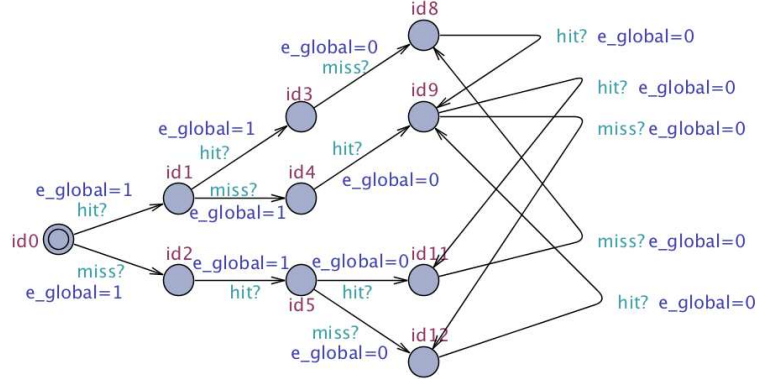 id8
e_global=0
hit? e_global=0
miss?
id3
id9
hit? e_global=0
e_global=1
miss? e_global=0
hit?
hit?
id1
id4
miss?
e_global=0
e_global=1
e_global=1
hit?
id0
id2
e_global=1
e_global=0
id11
miss? e_global=0
miss?
e_global=1
hit?
id5
hit?
hit? e_global=0
miss?
id12
e_global=0